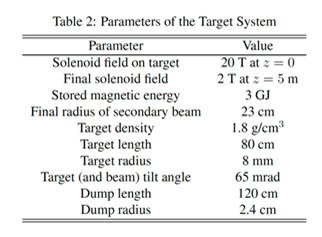 Table 2: Parameters of the Target System
Parameter Value
Solenoid field on target 20 T at z = 0
Final solenoid field 2 T at z = 5 m
Stored magnetic energy 3 GJ
Final radius of secondary beam 23 cm
Target density 1.8 g/cm³
Target length 80 cm
Target radius 8 mm
Target (and beam) tilt angle 65 mrad
Dump length 120 cm
Dump radius 2.4 cm